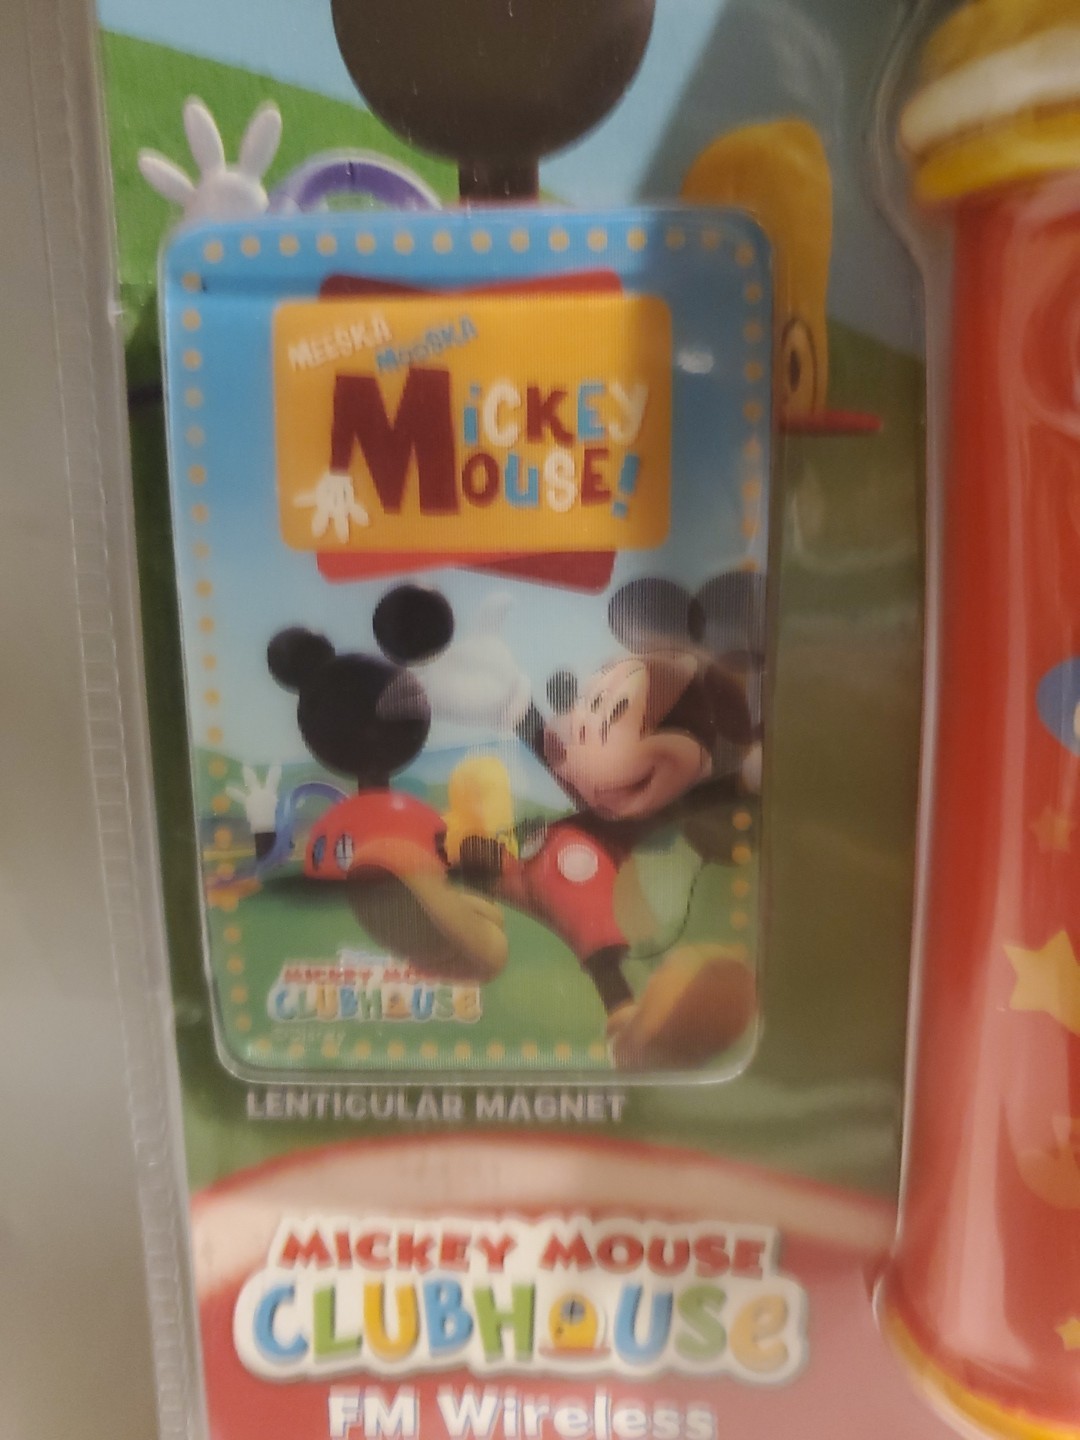 MEESKA
MooSKA
MiCKEY
MOUSE!
MICKEY MOUSE
CLUBHOUSE
LENTICULAR MAGNET
MICKEY MOUSE
CLUBHOUSe
FM Wireless